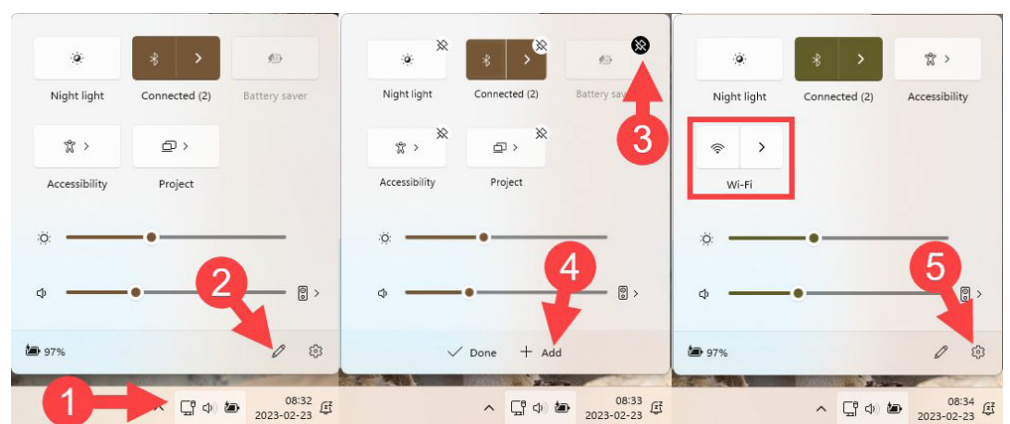 Night light Connected (2) Battery saver
Accessibility Project
2
97%
1
08:32
2023-02-23
Night light Connected (2) Battery sav
3
Accessibility Project
4
Done + Add
08:33
2023-02-23
Night light Connected (2) Accessibility
Wi-Fi
5
97%
08:34
2023-02-23